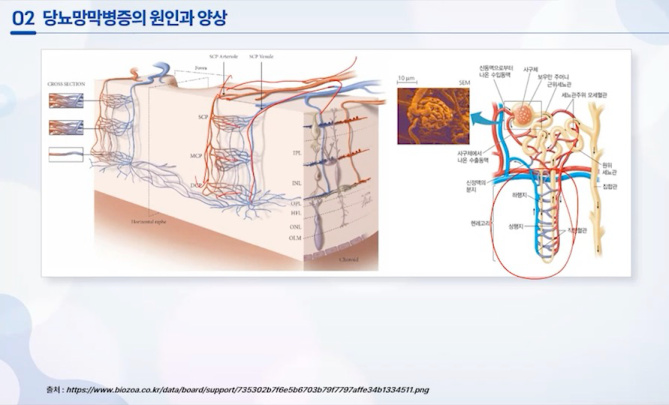 02 당뇨망막병증의 원인과 양상
SCP Arteriole
SCP Venule
CROSS-SECTION
SCP
MCP
DCP
IPL
INL
OPL
ONL
OLM
Choroid
Horizontal raphe
10 μm
SEM
신동맥으로부터
나온 수입동맥
사구체
보우만 주머니
근위세뇨관
세뇨관주위 모세혈관
사구체에서
나온 수출동맥
신정맥의
분지
원위
세뇨관
집합관
하행지
상행지
헨레고리
직행혈관
출처 : https://www.biozoa.co.kr/data/board/support/735302b7f6e5b6703b79f7797affe34b1334511.png